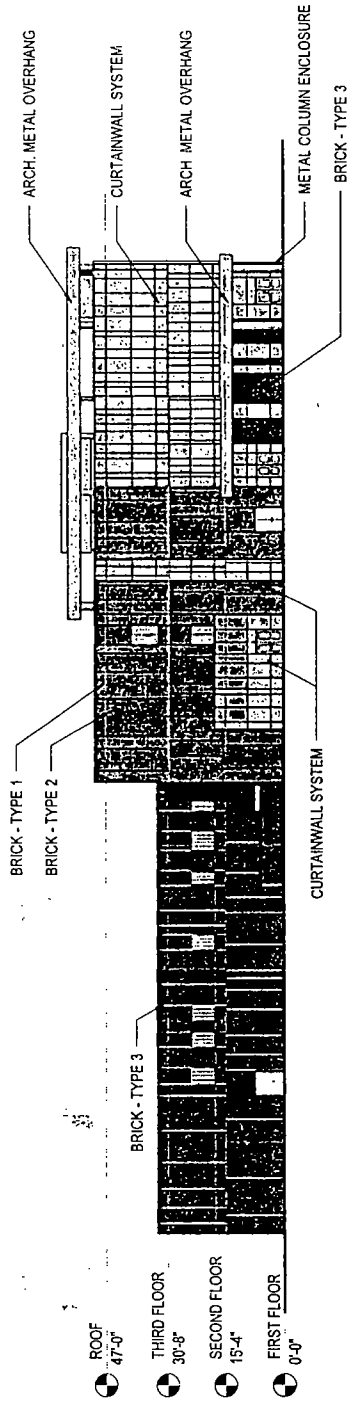 ARCH. METAL OVERHANG
CURTAINWALL SYSTEM
ARCH METAL OVERHANG
METAL COLUMN ENCLOSURE
BRICK - TYPE 3
BRICK - TYPE 1
BRICK - TYPE 2
CURTAINWALL SYSTEM
BRICK - TYPE 3
ROOF
47'-0"
THIRD FLOOR
30'-8"
SECOND FLOOR
15'-4"
FIRST FLOOR
0'-0"